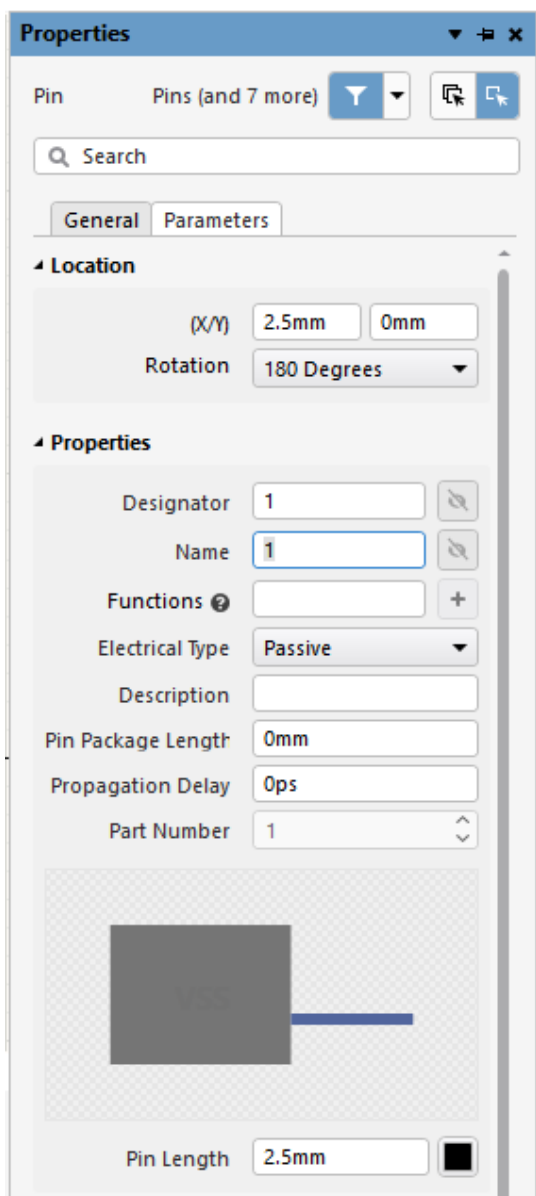 Properties
Pin Pins (and 7 more)
Search
General Parameters
Location
(X/Y) 2.5mm 0mm
Rotation 180 Degrees
Properties
Designator 1
Name 1
Functions
Electrical Type Passive
Description
Pin Package Length 0mm
Propagation Delay 0ps
Part Number 1
VSS
Pin Length 2.5mm